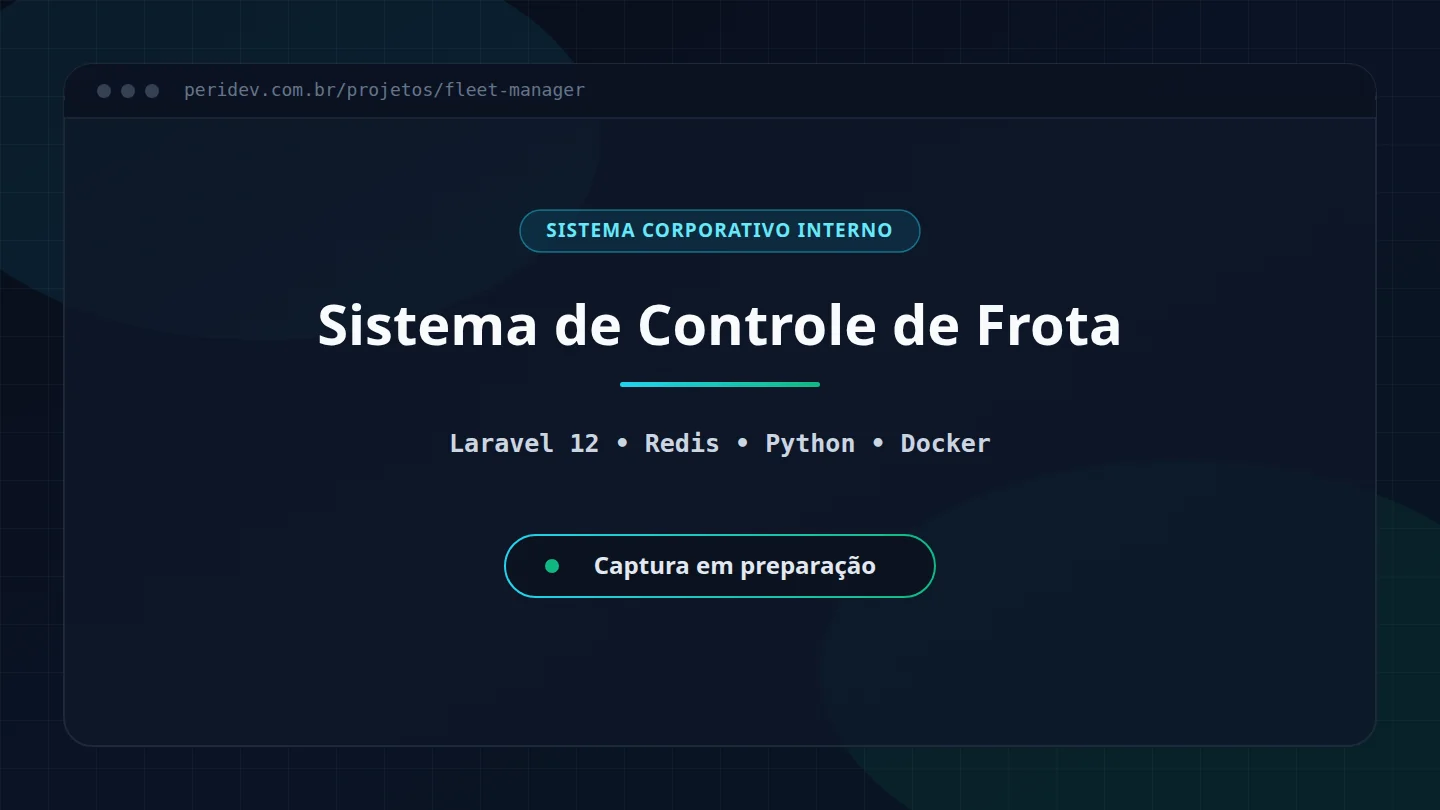 peridev.com.br/projetos/fleet-manager
SISTEMA CORPORATIVO INTERNO
Sistema de Controle de Frota
Laravel 12 • Redis • Python • Docker
Captura em preparação